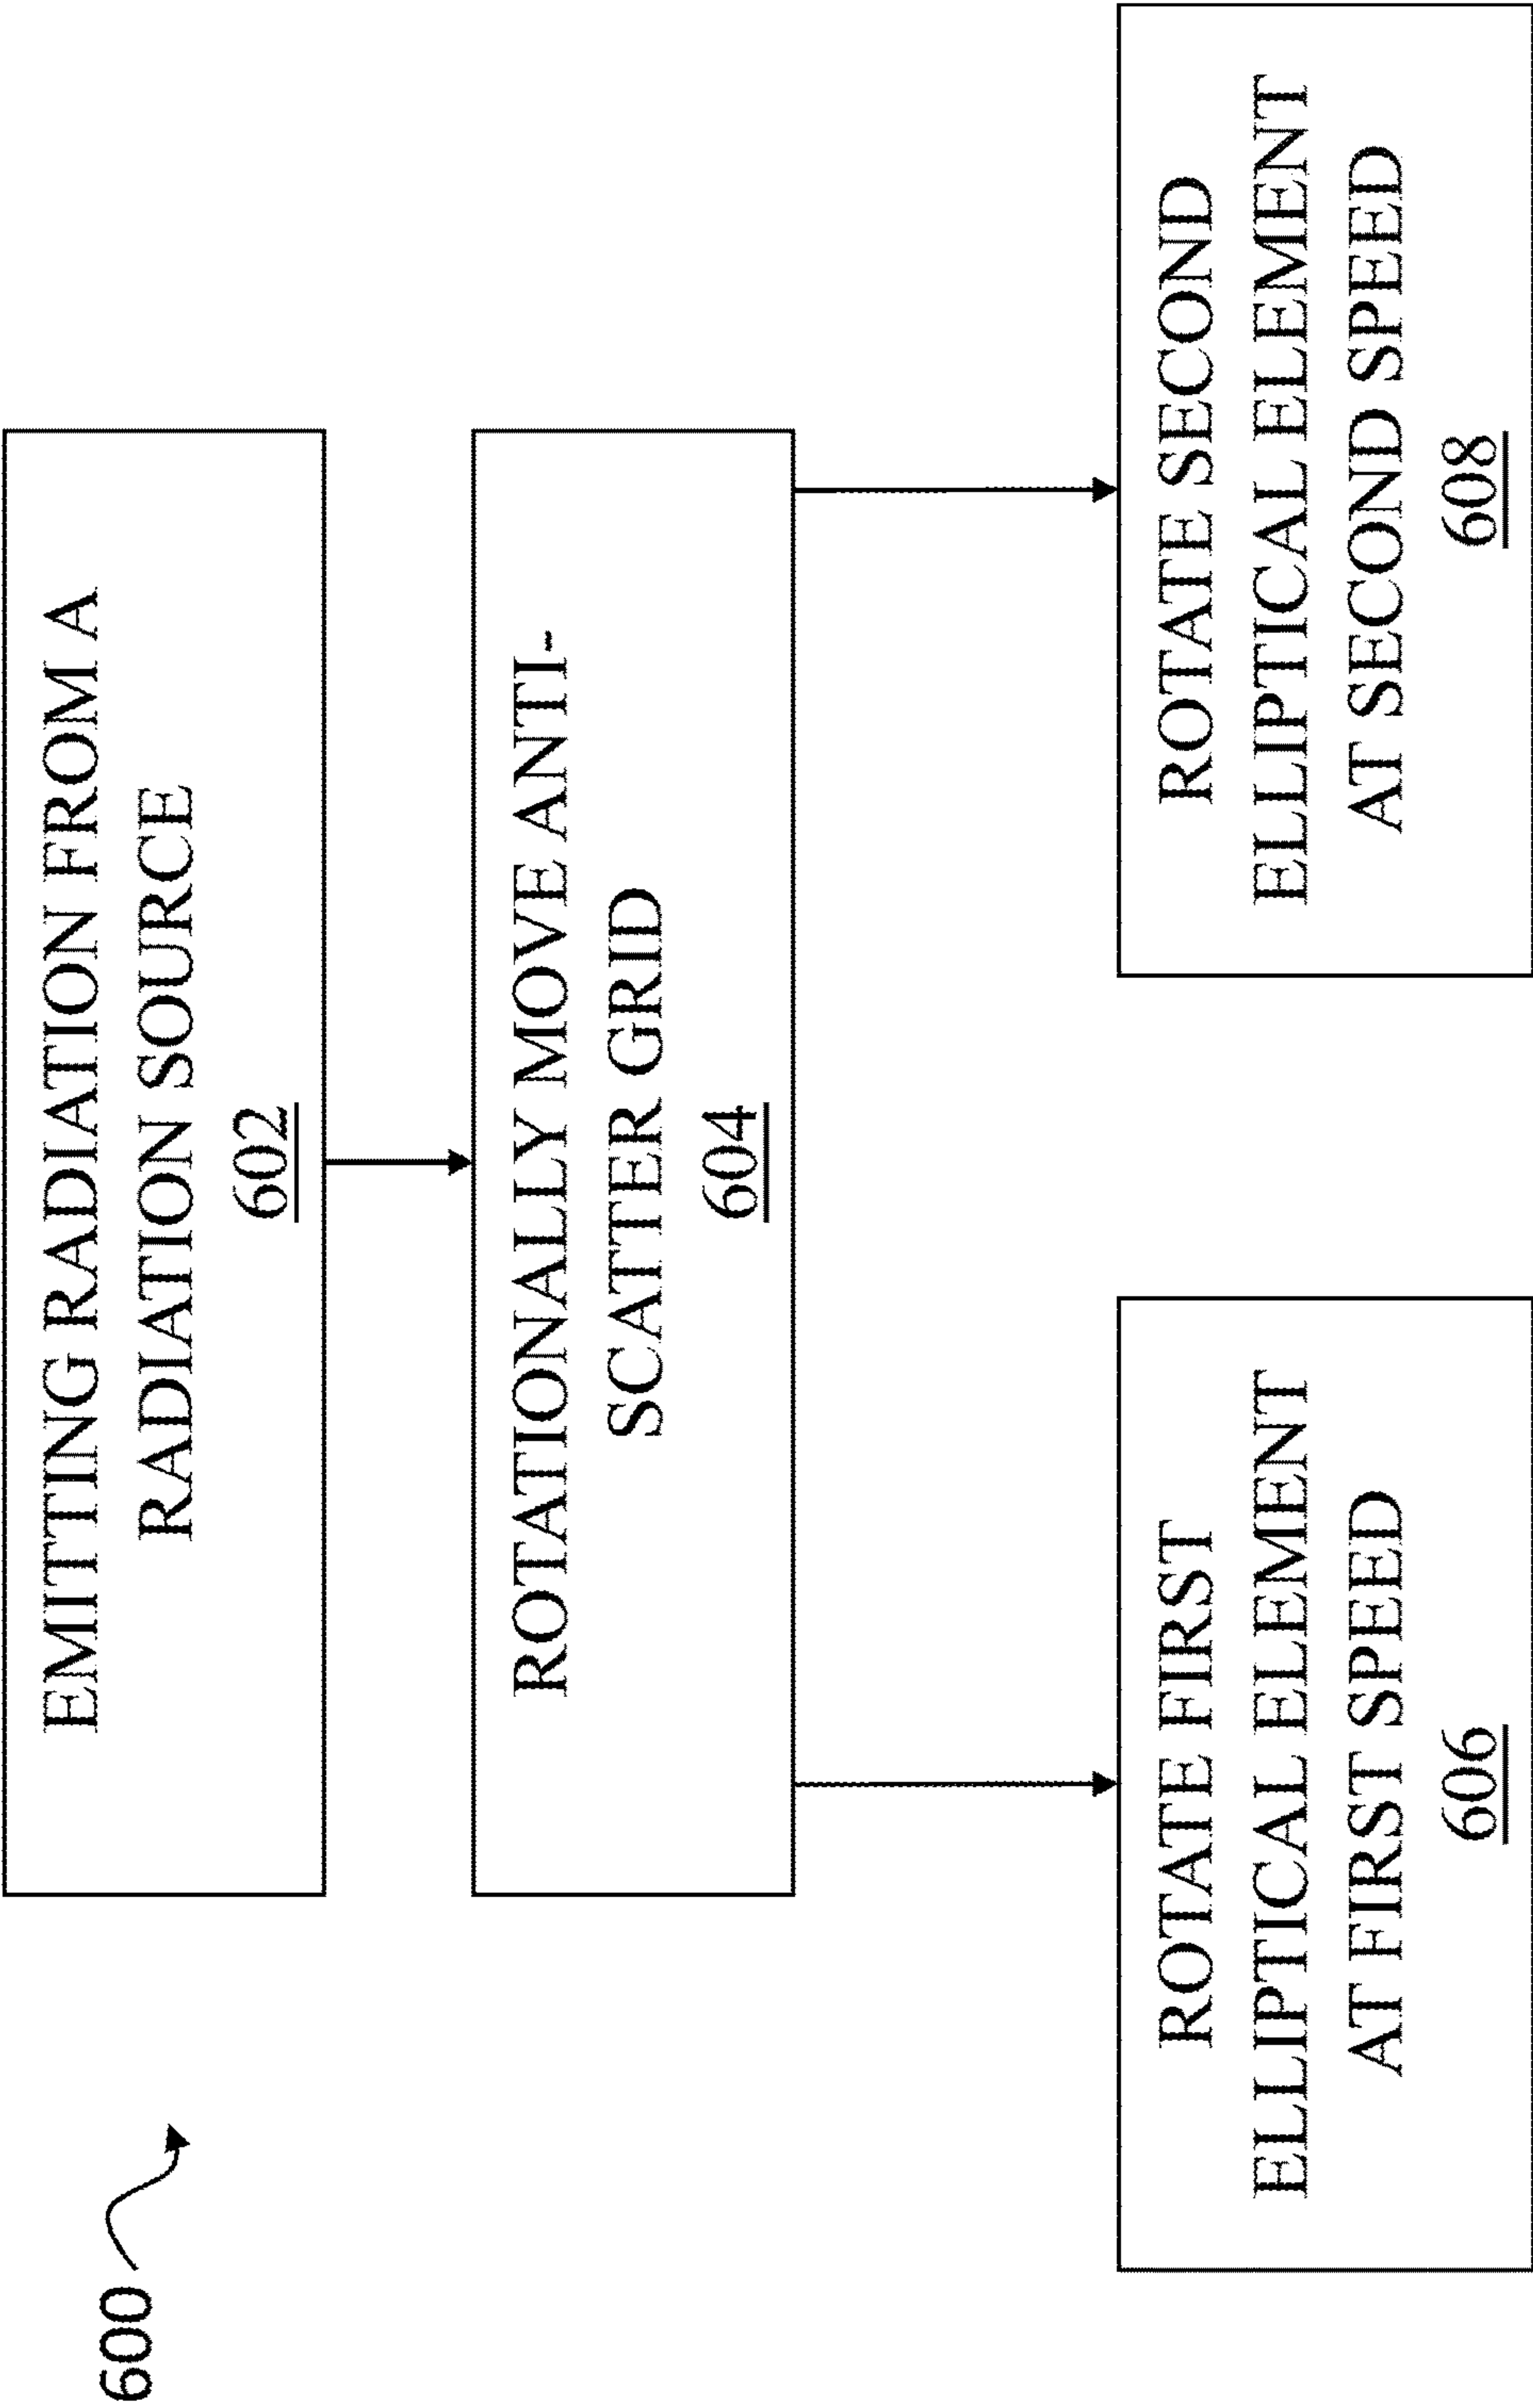 600
EMITTING RADIATION FROM A
RADIATION SOURCE
602
ROTATIONALLY MOVE ANTI-
SCATTER GRID
604
ROTATE FIRST
ELLIPTICAL ELEMENT
AT FIRST SPEED
606
ROTATE SECOND
ELLIPTICAL ELEMENT
AT SECOND SPEED
608